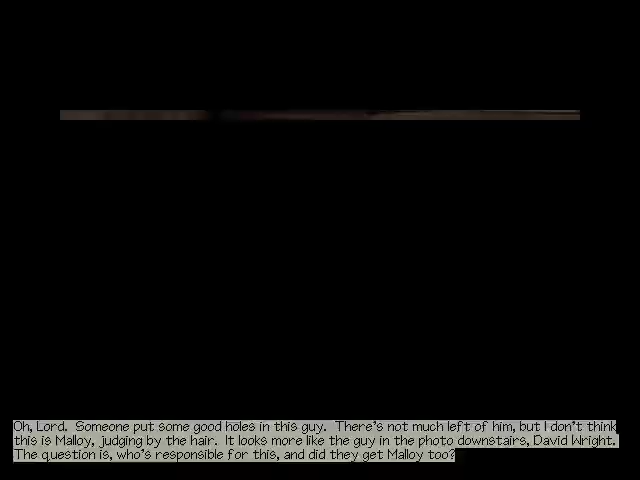 Oh, Lord.  Someone put some good holes in this guy.  There's not much left of him, but I don't think
this is Malloy, judging by the hair.  It looks more like the guy in the photo downstairs, David Wright.
The question is, who's responsible for this, and did they get Malloy too?